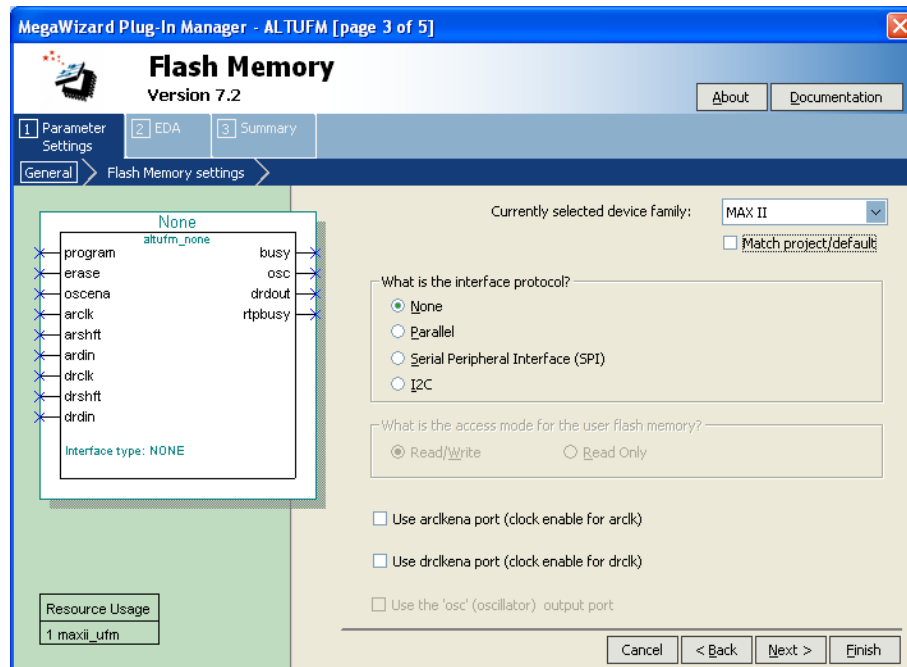 MegaWizard Plug-In Manager - ALTUFM [page 3 of 5]
Flash Memory
Version 7.2
About
Documentation
1 Parameter Settings
2 EDA
3 Summary
General
Flash Memory settings
Currently selected device family:
MAX II
Match project/default
None
altufm_none
program
erase
oscena
arclk
arshft
ardin
drclk
drshft
drdin
busy
osc
drdout
rtpbusy
Interface type: NONE
What is the interface protocol?
None
Parallel
Serial Peripheral Interface (SPI)
I2C
What is the access mode for the user flash memory?
Read/Write
Read Only
Use arclkena port (clock enable for arclk)
Use drclkena port (clock enable for drclk)
Use the 'osc' (oscillator) output port
Resource Usage
1 maxii_ufm
Cancel
< Back
Next >
Finish